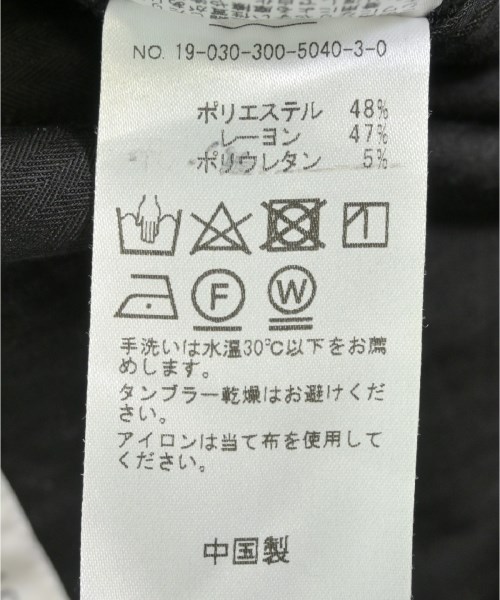 NO. 19-030-300-5040-3-0
ポリエステル 48%
レーヨン 47%
ポリウレタン 5%
F W
手洗いは水温30℃以下をお薦
めします。
タンブラー乾燥はお避けくだ
さい。
アイロンは当て布を使用して
ください。
中国製